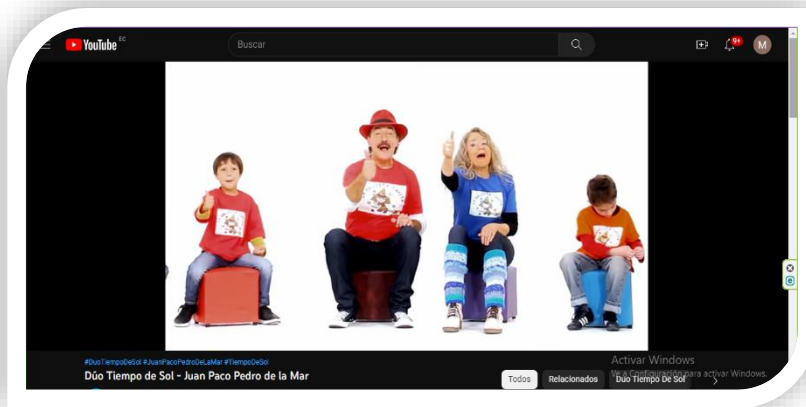 YouTube EC
Buscar
9+
M
#DuoTiempoDeSol #JuanPacoPedroDeLaMar #TiempoDeSol
Dúo Tiempo de Sol - Juan Paco Pedro de la Mar
Todos
Relacionados
Duo Tiempo De Sol
Activar Windows
Ve a Configuración para activar Windows.